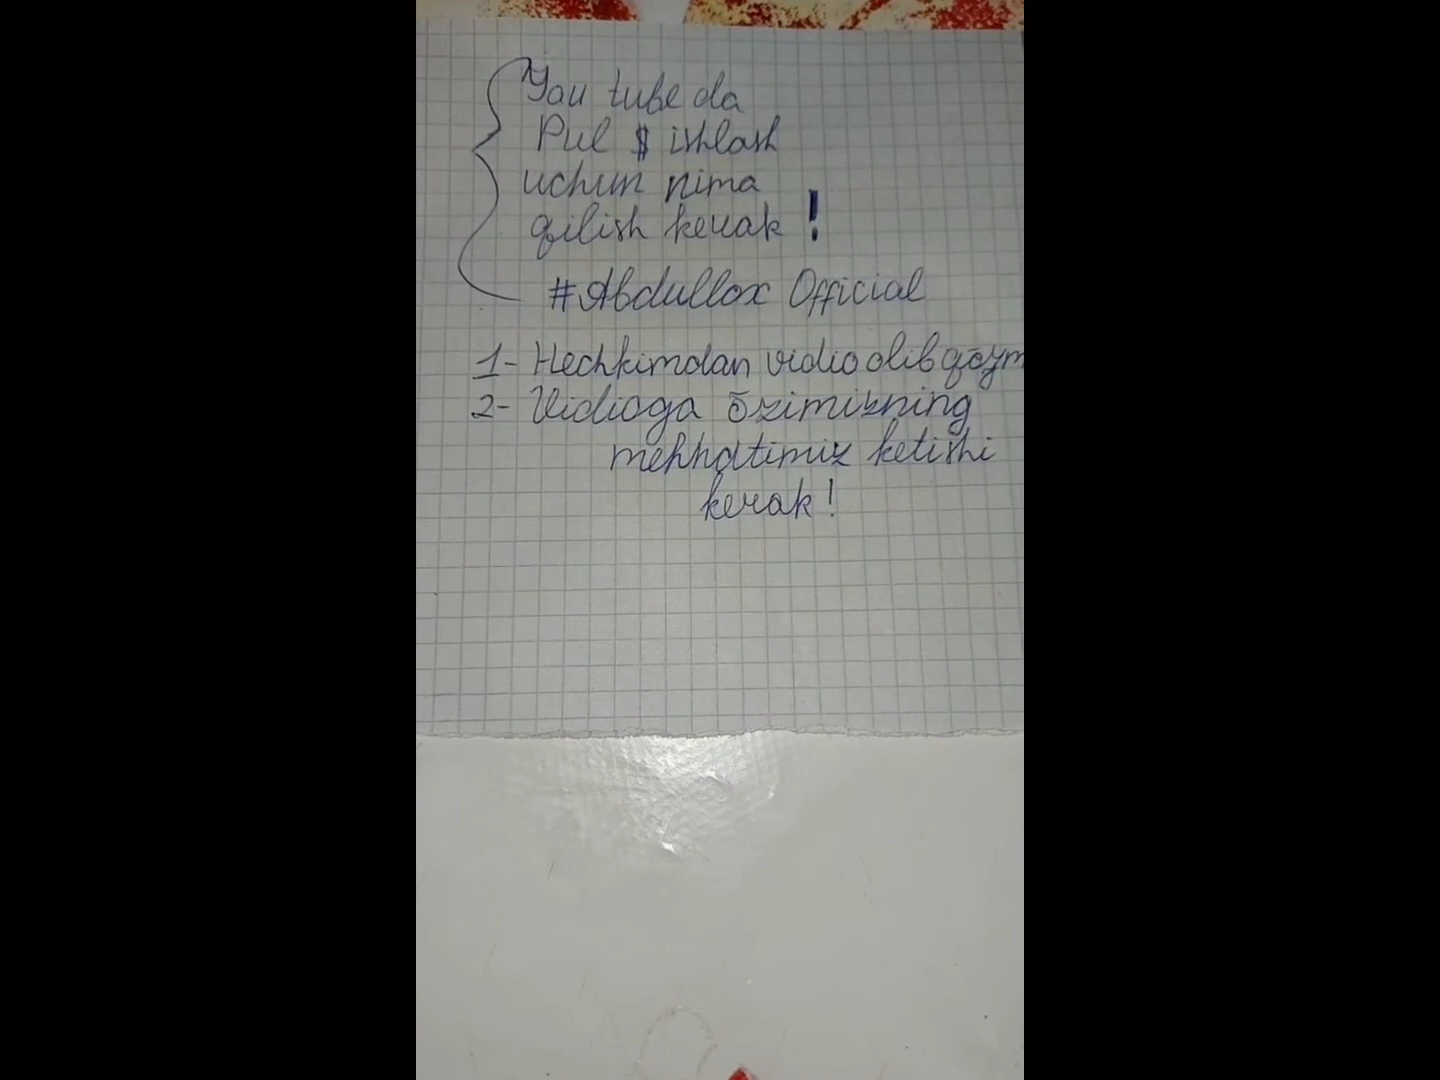 You tube da
Pul $ ishlash
uchun nima
qilish kerak !
#Abdullox Official
1- Hechkimdan vidio olib qōym
2- Vidioga ōzimizning
mehnatimiz ketishi
kerak!